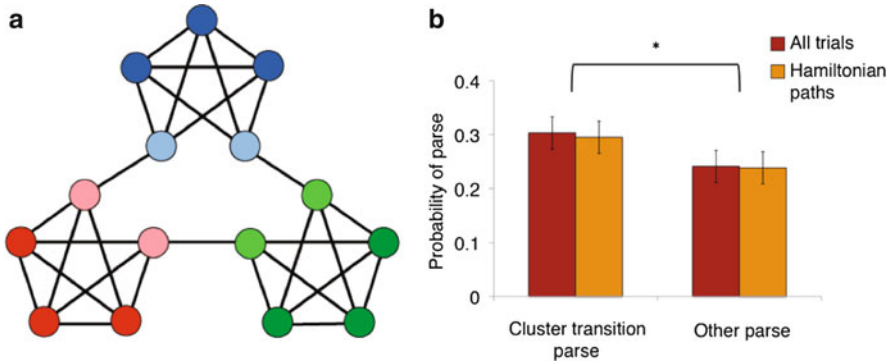 a
b
All trials
Hamiltonian
paths
*
Probability of parse
0.4
0.3
0.2
0.1
0
Cluster transition
parse
Other parse